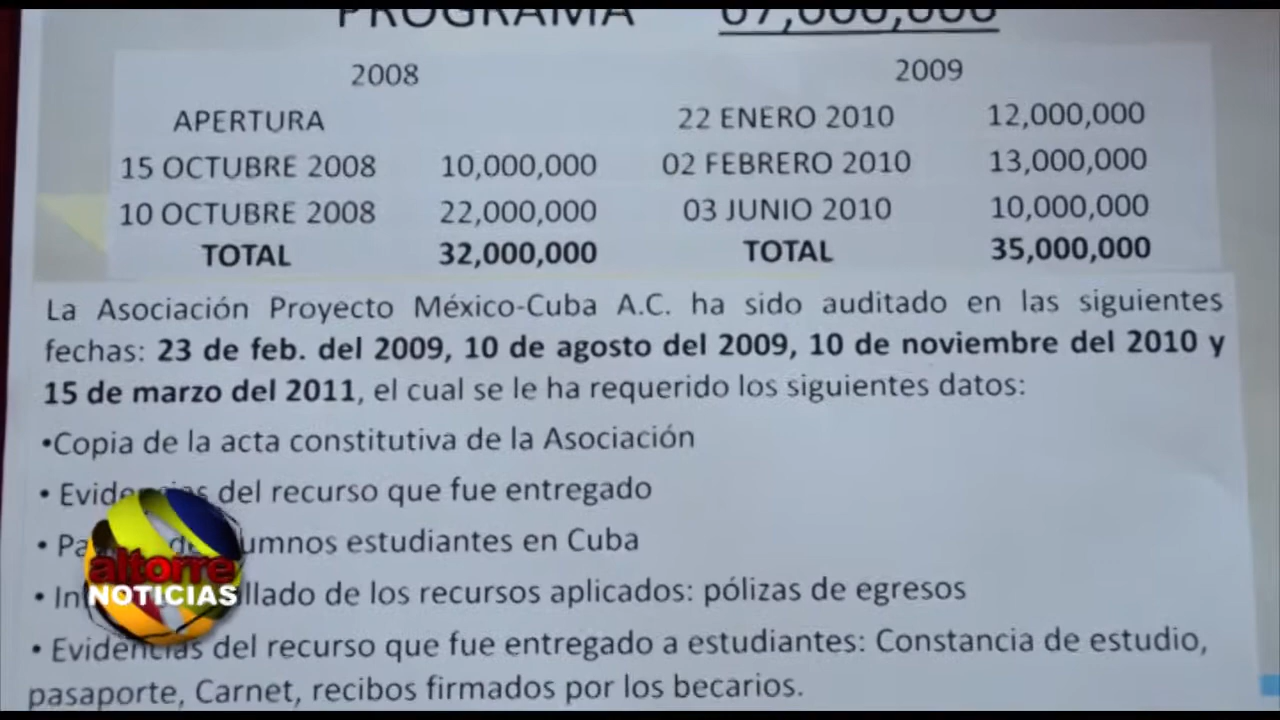 PROGRAMA 67,000,000
2008 2009
APERTURA 22 ENERO 2010 12,000,000
15 OCTUBRE 2008 10,000,000 02 FEBRERO 2010 13,000,000
10 OCTUBRE 2008 22,000,000 03 JUNIO 2010 10,000,000
TOTAL 32,000,000 TOTAL 35,000,000
La Asociación Proyecto México-Cuba A.C. ha sido auditado en las siguientes
fechas: 23 de feb. del 2009, 10 de agosto del 2009, 10 de noviembre del 2010 y
15 de marzo del 2011, el cual se le ha requerido los siguientes datos:
•Copia de la acta constitutiva de la Asociación
• Evidencias del recurso que fue entregado
• umnos estudiantes en Cuba
• llado de los recursos aplicados: pólizas de egresos
• Evidencias del recurso que fue entregado a estudiantes: Constancia de estudio,
pasaporte, Carnet, recibos firmados por los becarios.
altorre
NOTICIAS